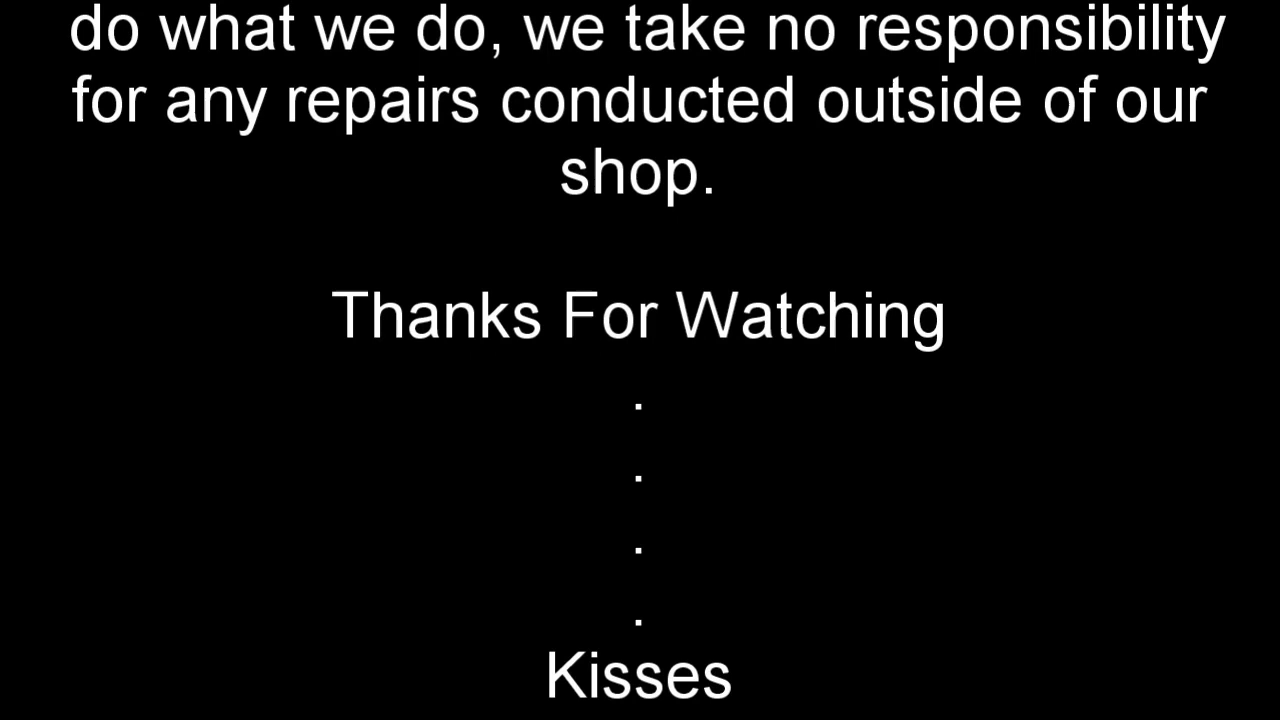 do what we do, we take no responsibility
for any repairs conducted outside of our
shop.
Thanks For Watching
.
.
.
.
Kisses